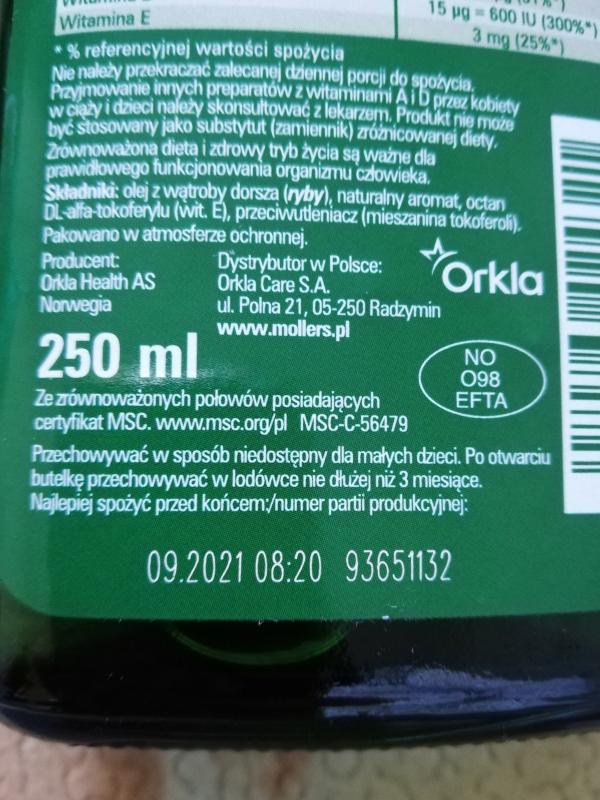 Witamina E
15 µg = 600 IU (300%*)
3 mg (25%*)
* % referencyjnej wartości spożycia
Nie należy przekraczać zalecanej dziennej porcji do spożycia.
Przyjmowanie innych preparatów z witaminami A i D przez kobiety
w ciąży i dzieci należy skonsultować z lekarzem. Produkt nie może
być stosowany jako substytut (zamiennik) zróżnicowanej diety.
Zrównoważona dieta i zdrowy tryb życia są ważne dla
prawidłowego funkcjonowania organizmu człowieka.
Składniki: olej z wątroby dorsza (ryby), naturalny aromat, octan
DL-alfa-tokoferylu (wit. E), przeciwutleniacz (mieszanina tokoferoli).
Pakowano w atmosferze ochronnej.
Producent:
Orkla Health AS
Norwegia
Dystrybutor w Polsce:
Orkla Care S.A.
ul. Polna 21, 05-250 Radzymin
www.mollers.pl
Orkla
250 ml
NO
O98
EFTA
Ze zrównoważonych połowów posiadających
certyfikat MSC. www.msc.org/pl MSC-C-56479
Przechowywać w sposób niedostępny dla małych dzieci. Po otwarciu
butelkę przechowywać w lodówce nie dłużej niż 3 miesiące.
Najlepiej spożyć przed końcem:/numer partii produkcyjnej:
09.2021 08:20 93651132